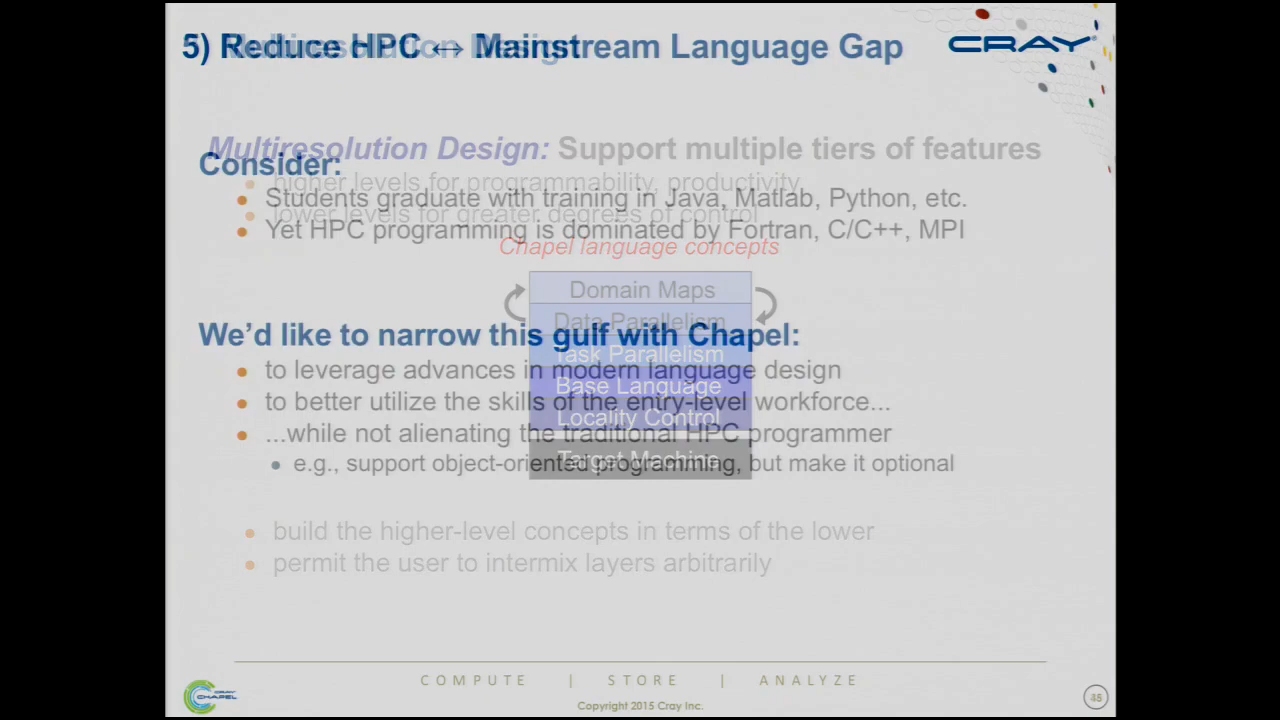 5) Reduce HPC ↔ Mainstream Language Gap
CRAY
Multiresolution Design: Support multiple tiers of features
Consider:
higher levels for programmability, productivity
Students graduate with training in Java, Matlab, Python, etc.
lower levels for greater degrees of control
Yet HPC programming is dominated by Fortran, C/C++, MPI
Chapel language concepts
Domain Maps
Data Parallelism
We'd like to narrow this gulf with Chapel:
Task Parallelism
to leverage advances in modern language design
Base Language
to better utilize the skills of the entry-level workforce...
Locality Control
...while not alienating the traditional HPC programmer
Target Machine
e.g., support object-oriented programming, but make it optional
build the higher-level concepts in terms of the lower
permit the user to intermix layers arbitrarily
COMPUTE | STORE | ANALYZE
CRAY
CHAPEL
Copyright 2015 Cray Inc.